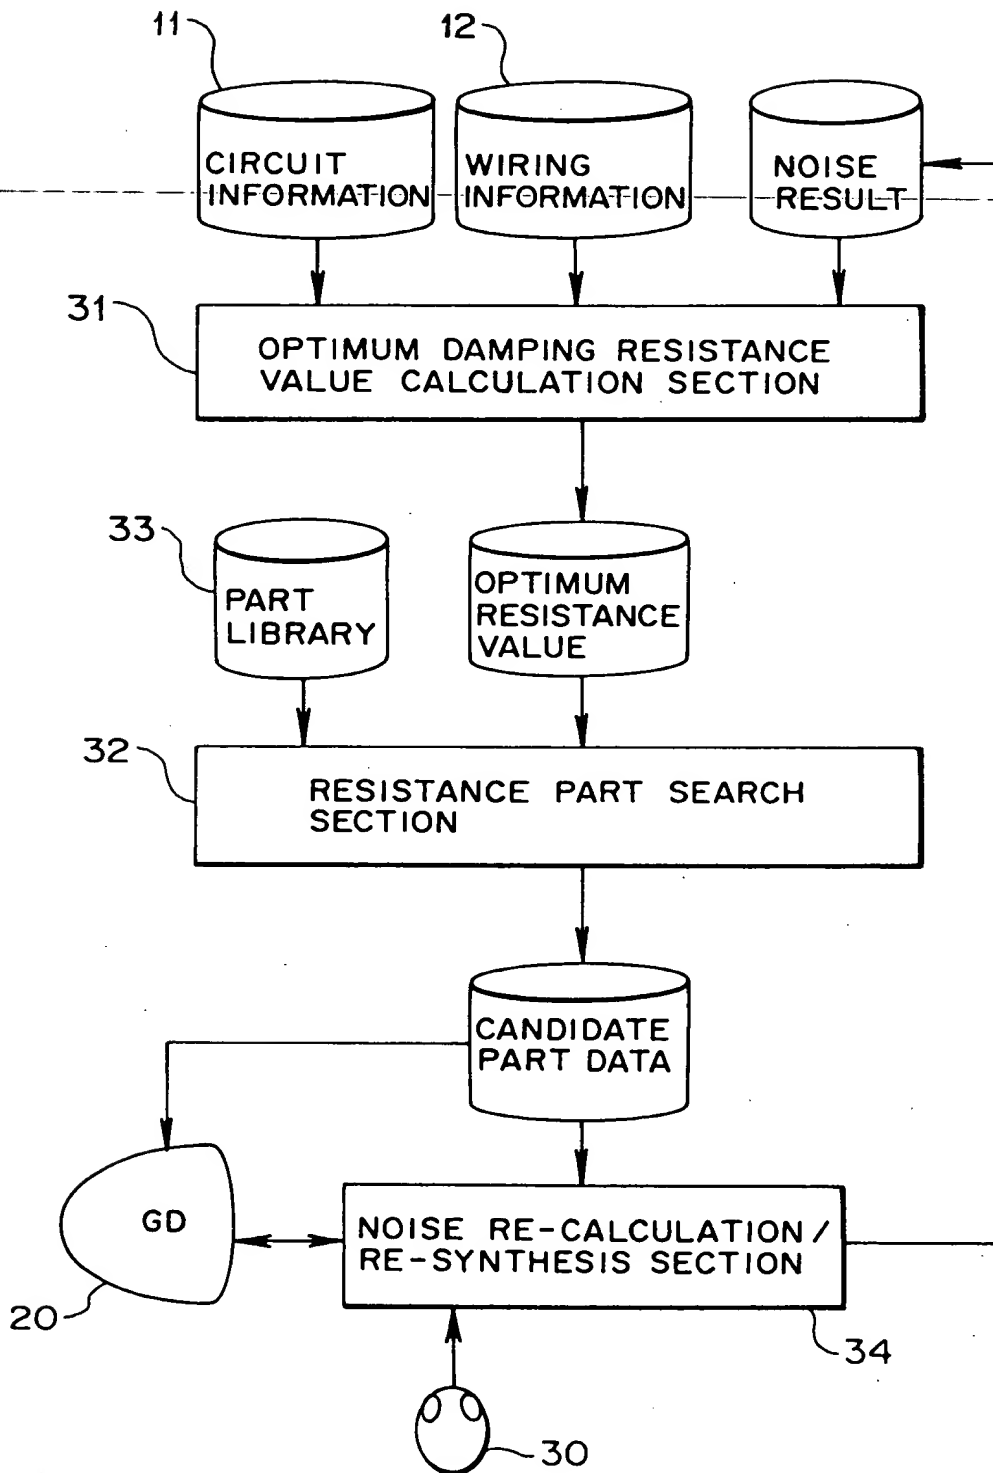 11
12
CIRCUIT
INFORMATION
WIRING
INFORMATION
NOISE
RESULT
31
OPTIMUM DAMPING RESISTANCE
VALUE CALCULATION SECTION
33
PART
LIBRARY
OPTIMUM
RESISTANCE
VALUE
32
RESISTANCE PART SEARCH
SECTION
CANDIDATE
PART DATA
GD
20
NOISE RE-CALCULATION/
RE-SYNTHESIS SECTION
34
30